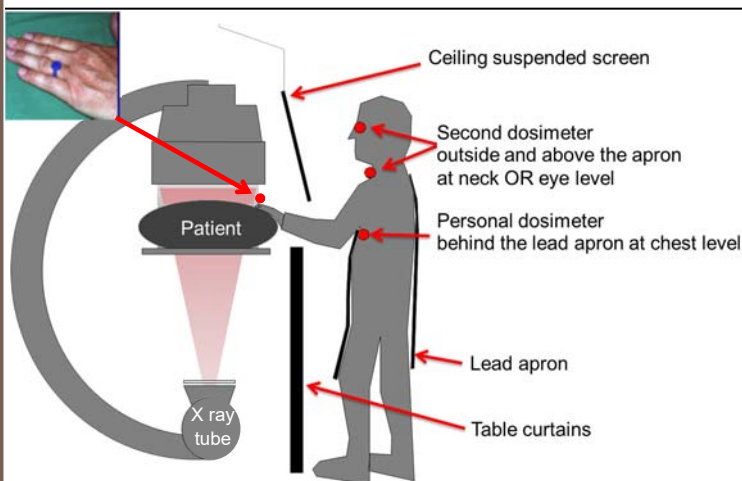 Ceiling suspended screen
Second dosimeter
outside and above the apron
at neck OR eye level
Patient
Personal dosimeter
behind the lead apron at chest level
Lead apron
X ray
tube
Table curtains